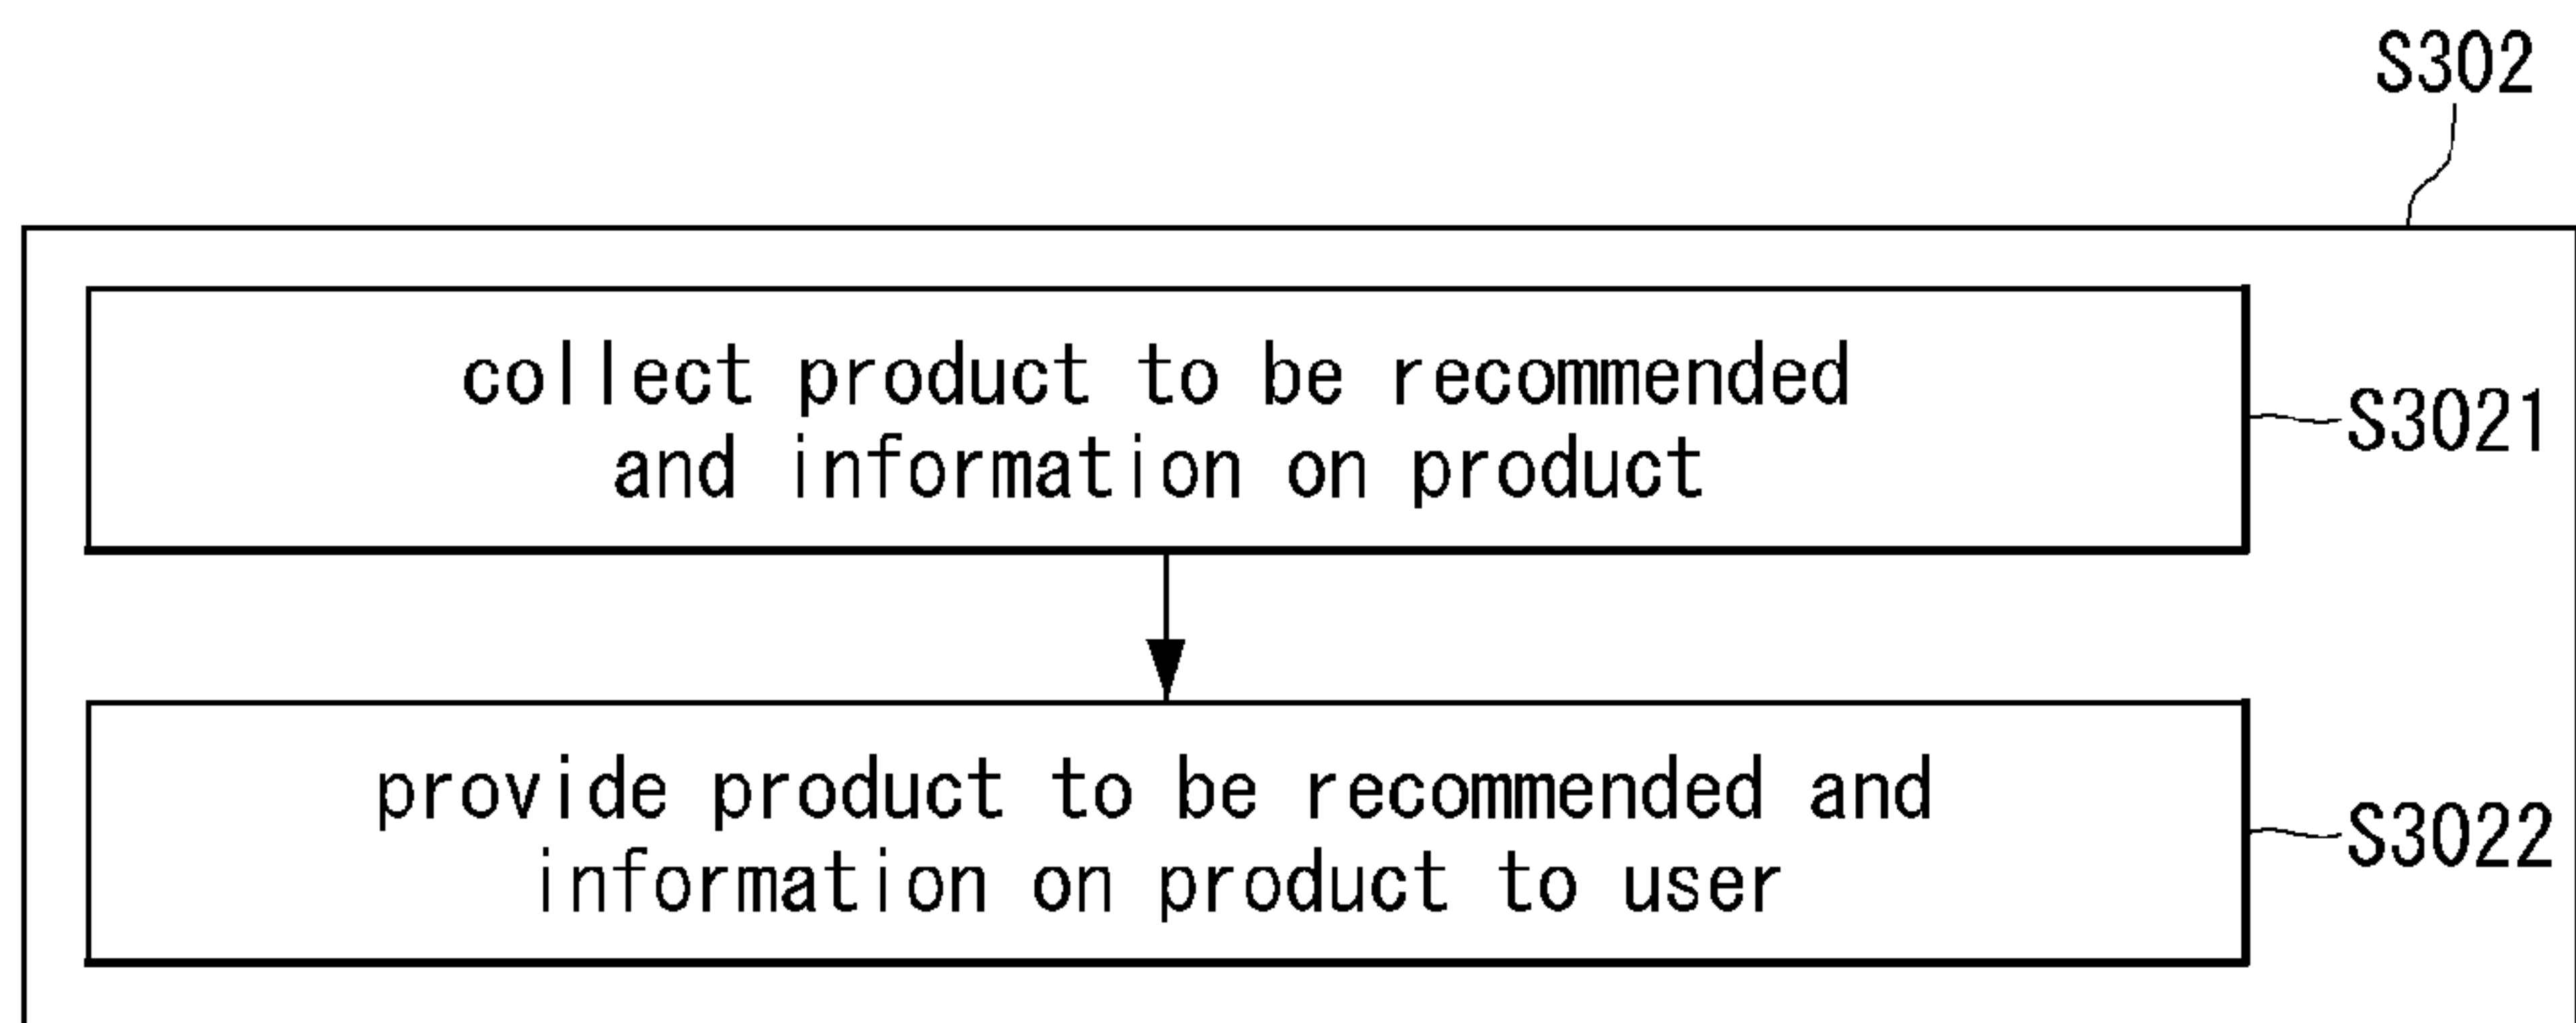 S302
collect product to be recommended
and information on product
S3021
provide product to be recommended and
information on product to user
S3022